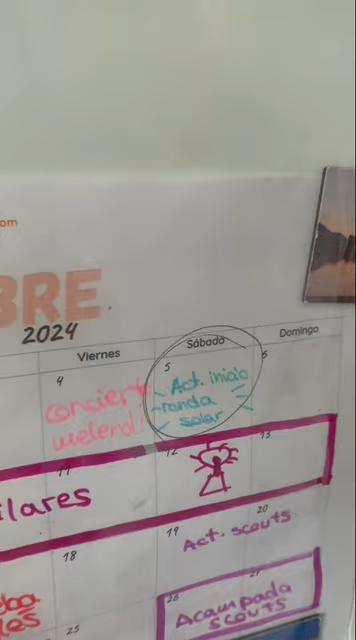 om
BRE
2024
Viernes
Sábado
Domingo
4
5
6
concierto
melendi
Act. inicio
ronda
solar
11
12
13
ilares
18
19
20
Act. scouts
25
26
27
Acampada
scouts